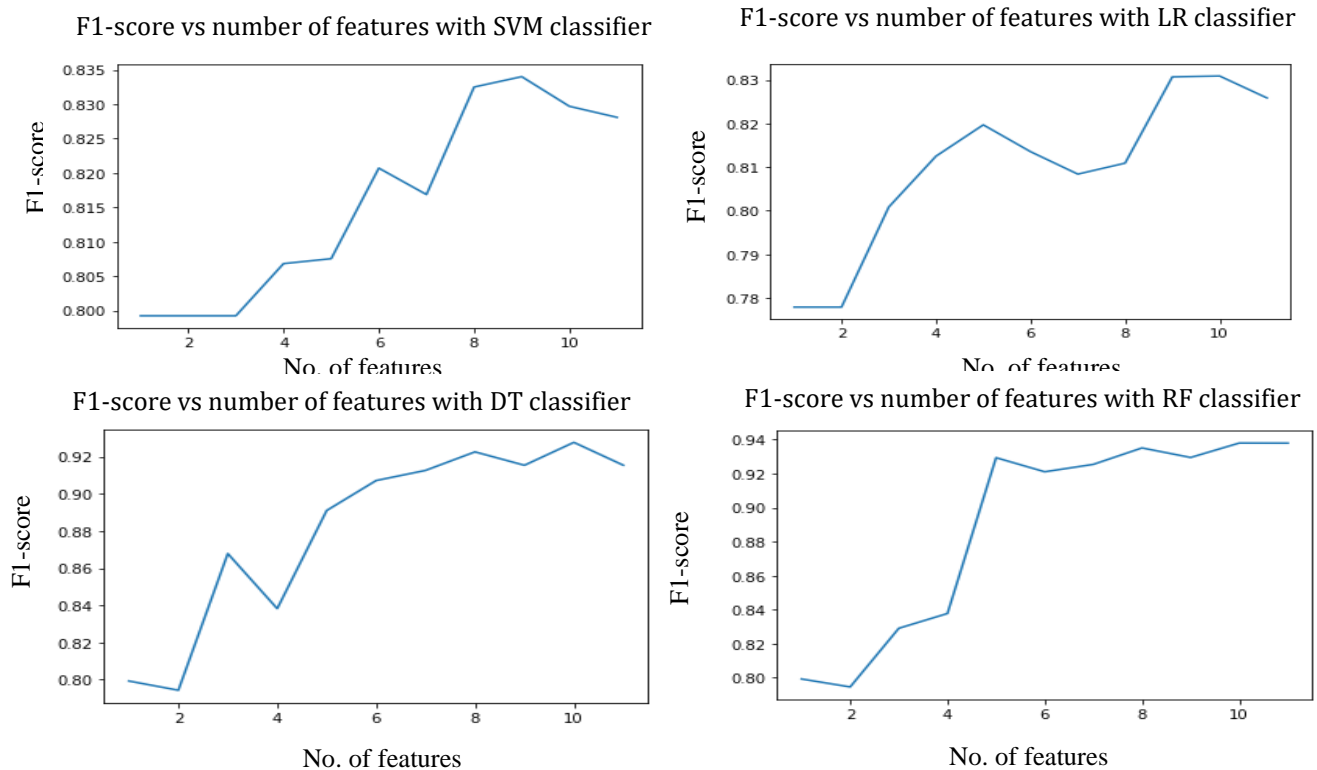 F1-score vs number of features with SVM classifier
0.835
0.830
0.825
0.820
0.815
0.810
0.805
0.800
F1-score
2 4 6 8 10
No. of features
F1-score vs number of features with LR classifier
0.83
0.82
0.81
0.80
0.79
0.78
F1-score
2 4 6 8 10
No. of features
F1-score vs number of features with DT classifier
0.92
0.90
0.88
0.86
0.84
0.82
0.80
F1-score
2 4 6 8 10
No. of features
F1-score vs number of features with RF classifier
0.94
0.92
0.90
0.88
0.86
0.84
0.82
0.80
F1-score
2 4 6 8 10
No. of features